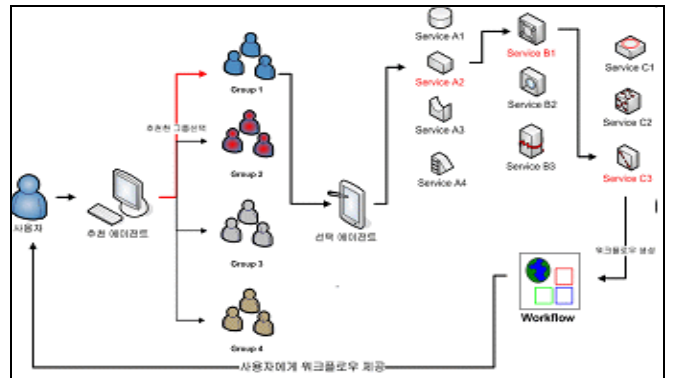 Service A1
Service A2
Service A3
Service A4
Service B1
Service B2
Service B3
Service C1
Service C2
Service C3
Group 1
Group 2
Group 3
Group 4
추천된 그룹선택
사용자
추천 에이전트
선택 에이전트
워크플로우 생성
Workflow
사용자에게 워크플로우 제공